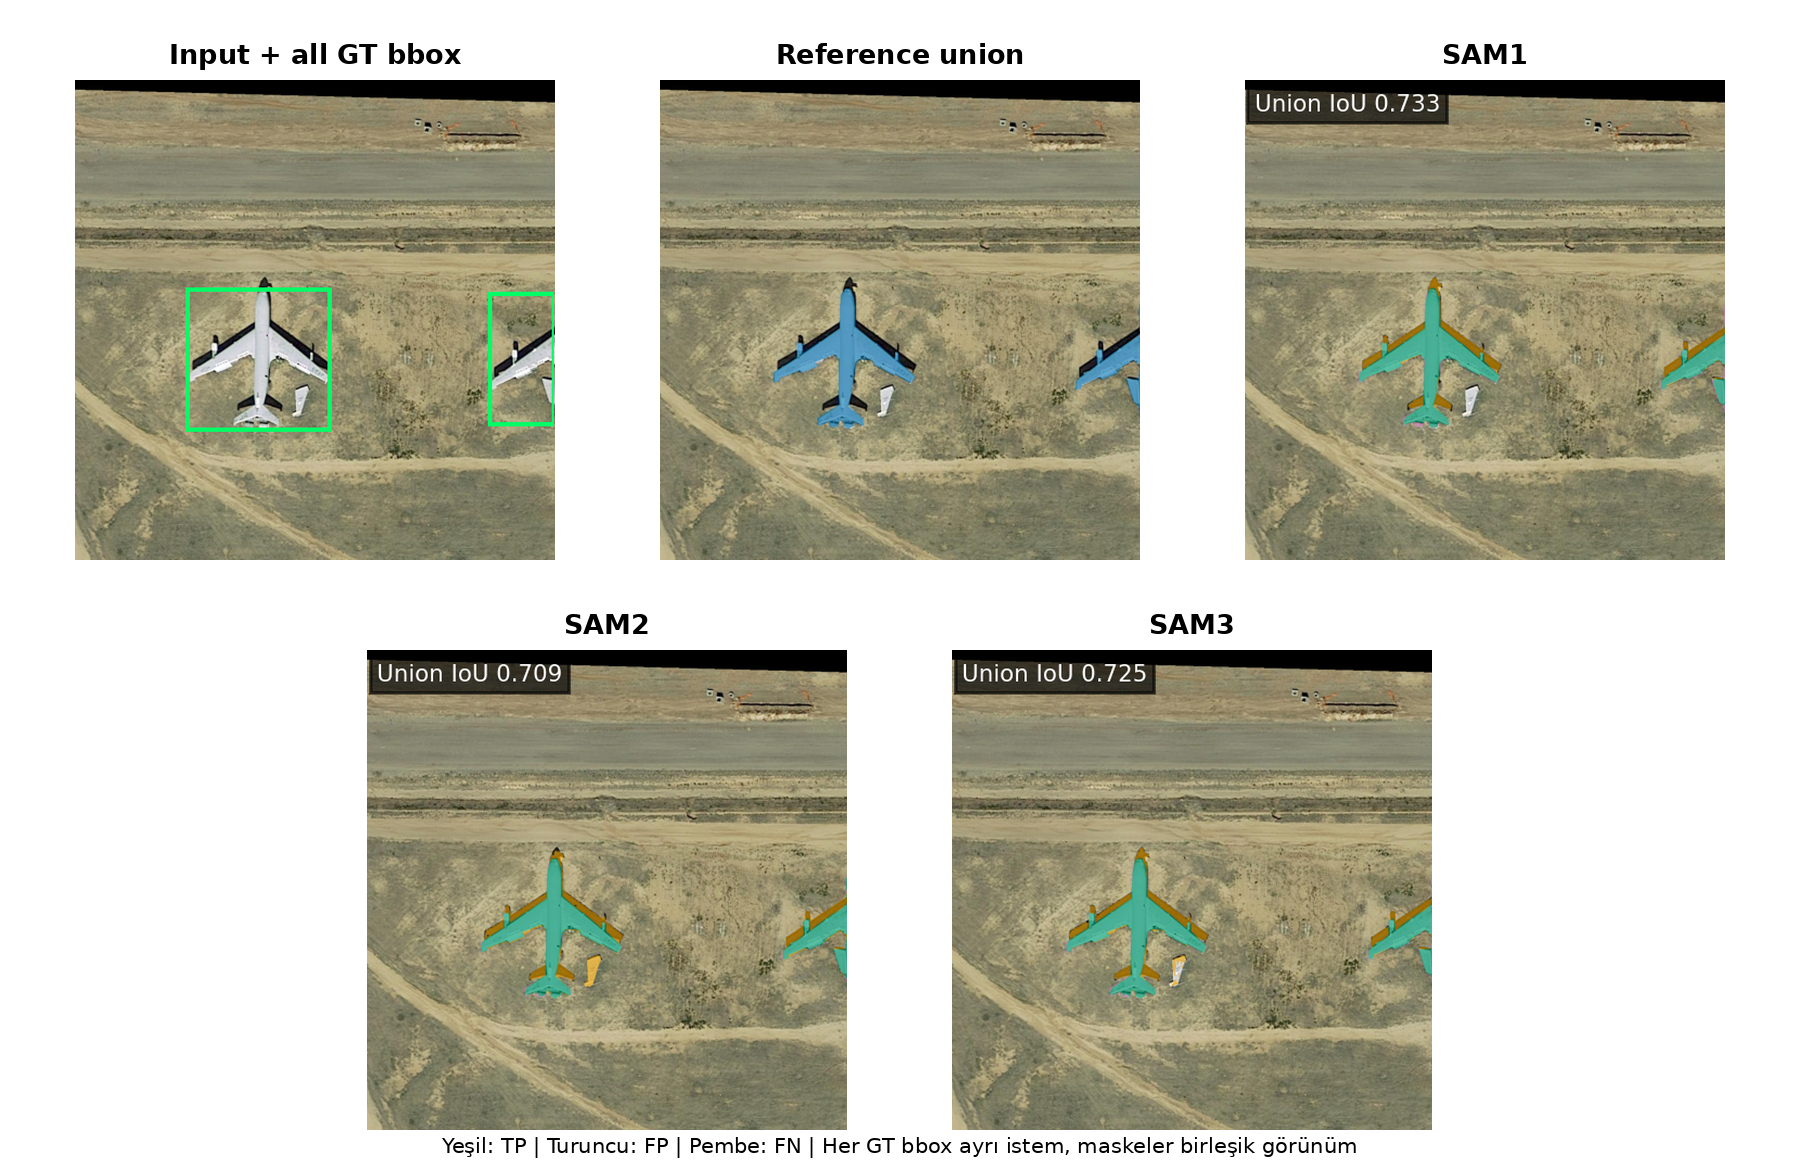 Input + all GT bbox
Reference union
SAM1
Union IoU 0.733
SAM2
SAM3
Union IoU 0.709
Union IoU 0.725
Yeşil: TP | Turuncu: FP | Pembe: FN | Her GT bbox ayrı istem, maskeler birleşik görünüm